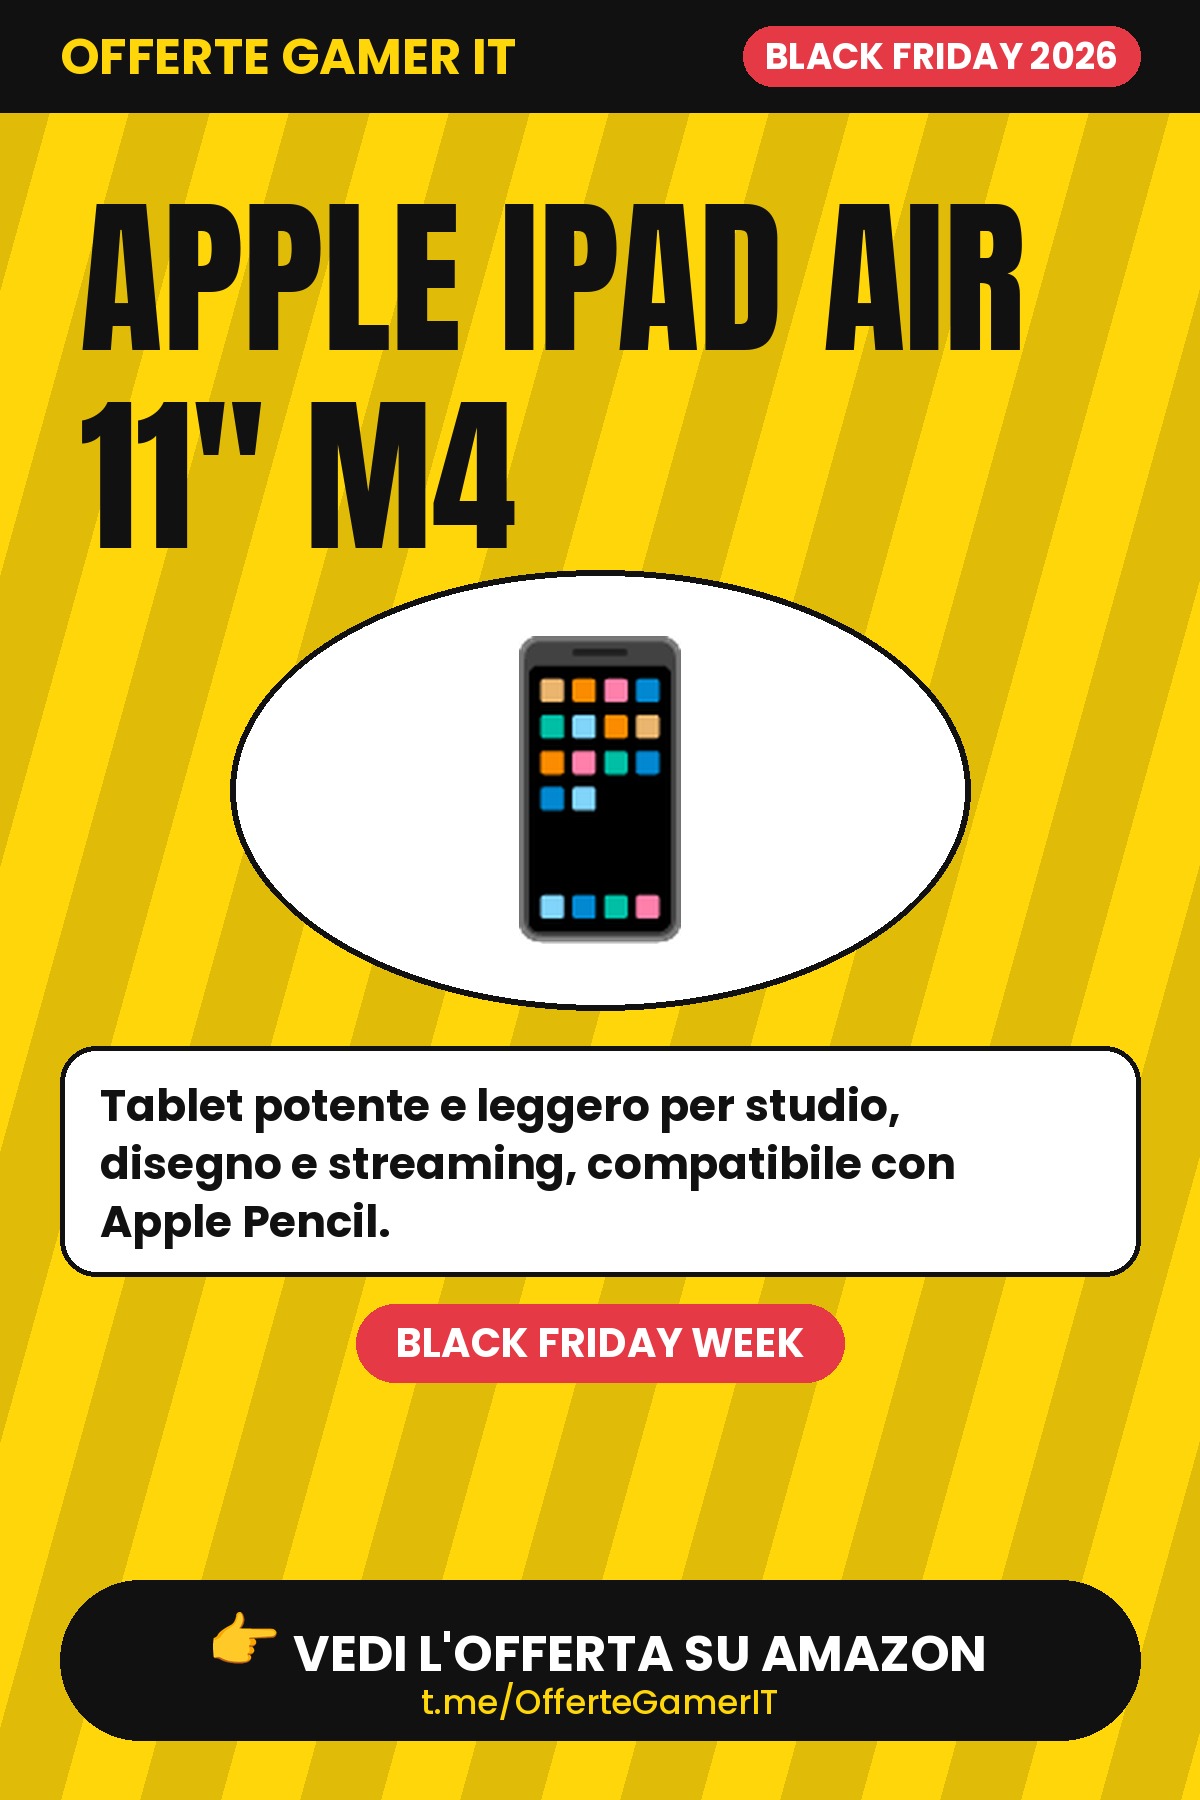 OFFERTE GAMER IT
BLACK FRIDAY 2026
APPLE IPAD AIR
11" M4
Tablet potente e leggero per studio,
disegno e streaming, compatibile con
Apple Pencil.
BLACK FRIDAY WEEK
👉 VEDI L'OFFERTA SU AMAZON
t.me/OfferteGamerIT